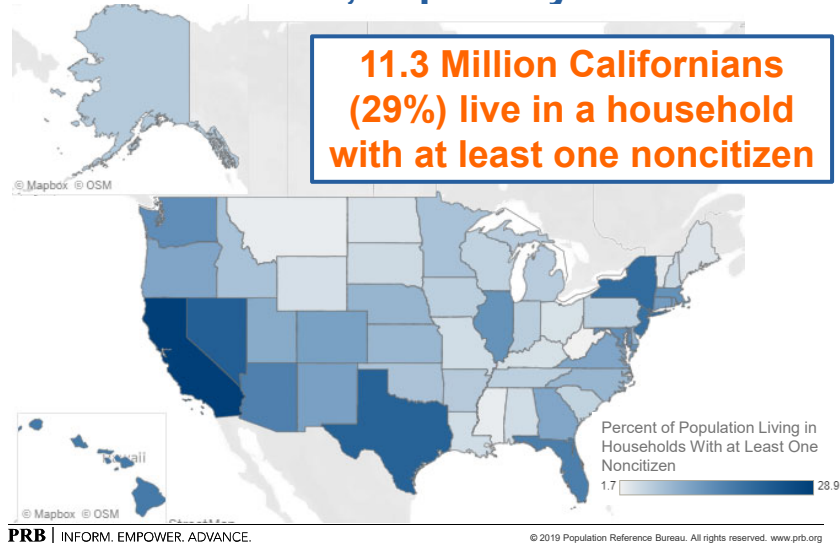 11.3 Million Californians
(29%) live in a household
with at least one noncitizen
© Mapbox © OSM
Percent of Population Living in
Households With at Least One
Noncitizen
1.7
28.9
Hawaii
© Mapbox © OSM
PRB | INFORM. EMPOWER. ADVANCE.
© 2019 Population Reference Bureau. All rights reserved. www.prb.org